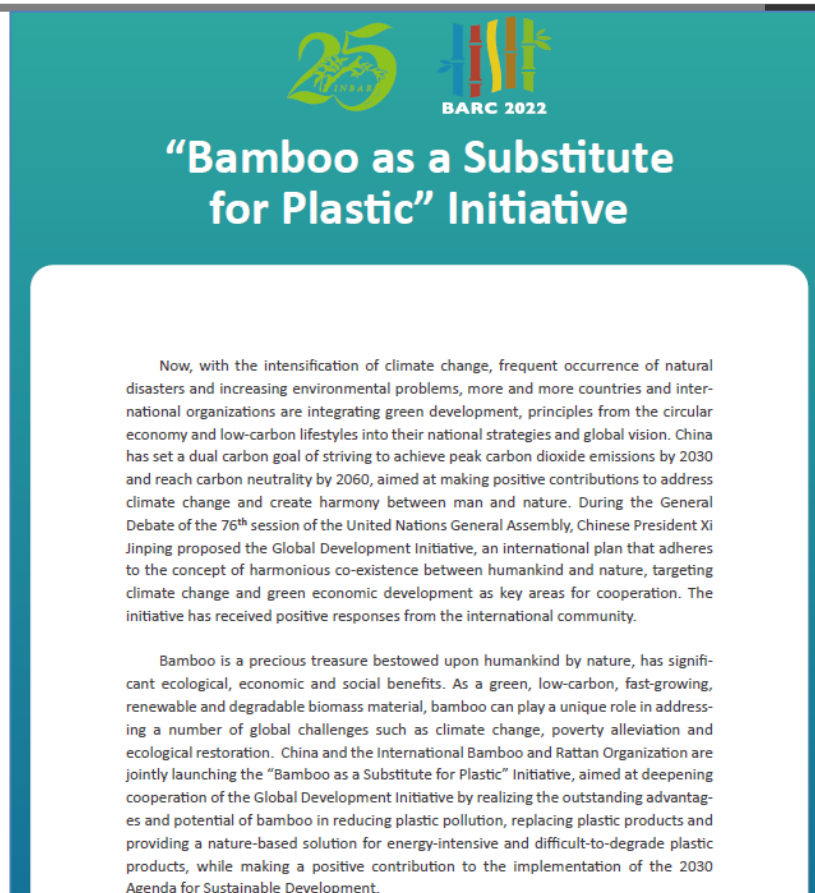 25
INBAR
BARC 2022
“Bamboo as a Substitute
for Plastic” Initiative
Now, with the intensification of climate change, frequent occurrence of natural
disasters and increasing environmental problems, more and more countries and inter-
national organizations are integrating green development, principles from the circular
economy and low-carbon lifestyles into their national strategies and global vision. China
has set a dual carbon goal of striving to achieve peak carbon dioxide emissions by 2030
and reach carbon neutrality by 2060, aimed at making positive contributions to address
climate change and create harmony between man and nature. During the General
Debate of the 76th session of the United Nations General Assembly, Chinese President Xi
Jinping proposed the Global Development Initiative, an international plan that adheres
to the concept of harmonious co-existence between humankind and nature, targeting
climate change and green economic development as key areas for cooperation. The
initiative has received positive responses from the international community.
Bamboo is a precious treasure bestowed upon humankind by nature, has signifi-
cant ecological, economic and social benefits. As a green, low-carbon, fast-growing,
renewable and degradable biomass material, bamboo can play a unique role in address-
ing a number of global challenges such as climate change, poverty alleviation and
ecological restoration. China and the International Bamboo and Rattan Organization are
jointly launching the “Bamboo as a Substitute for Plastic” Initiative, aimed at deepening
cooperation of the Global Development Initiative by realizing the outstanding advantag-
es and potential of bamboo in reducing plastic pollution, replacing plastic products and
providing a nature-based solution for energy-intensive and difficult-to-degrade plastic
products, while making a positive contribution to the implementation of the 2030
Agenda for Sustainable Development.